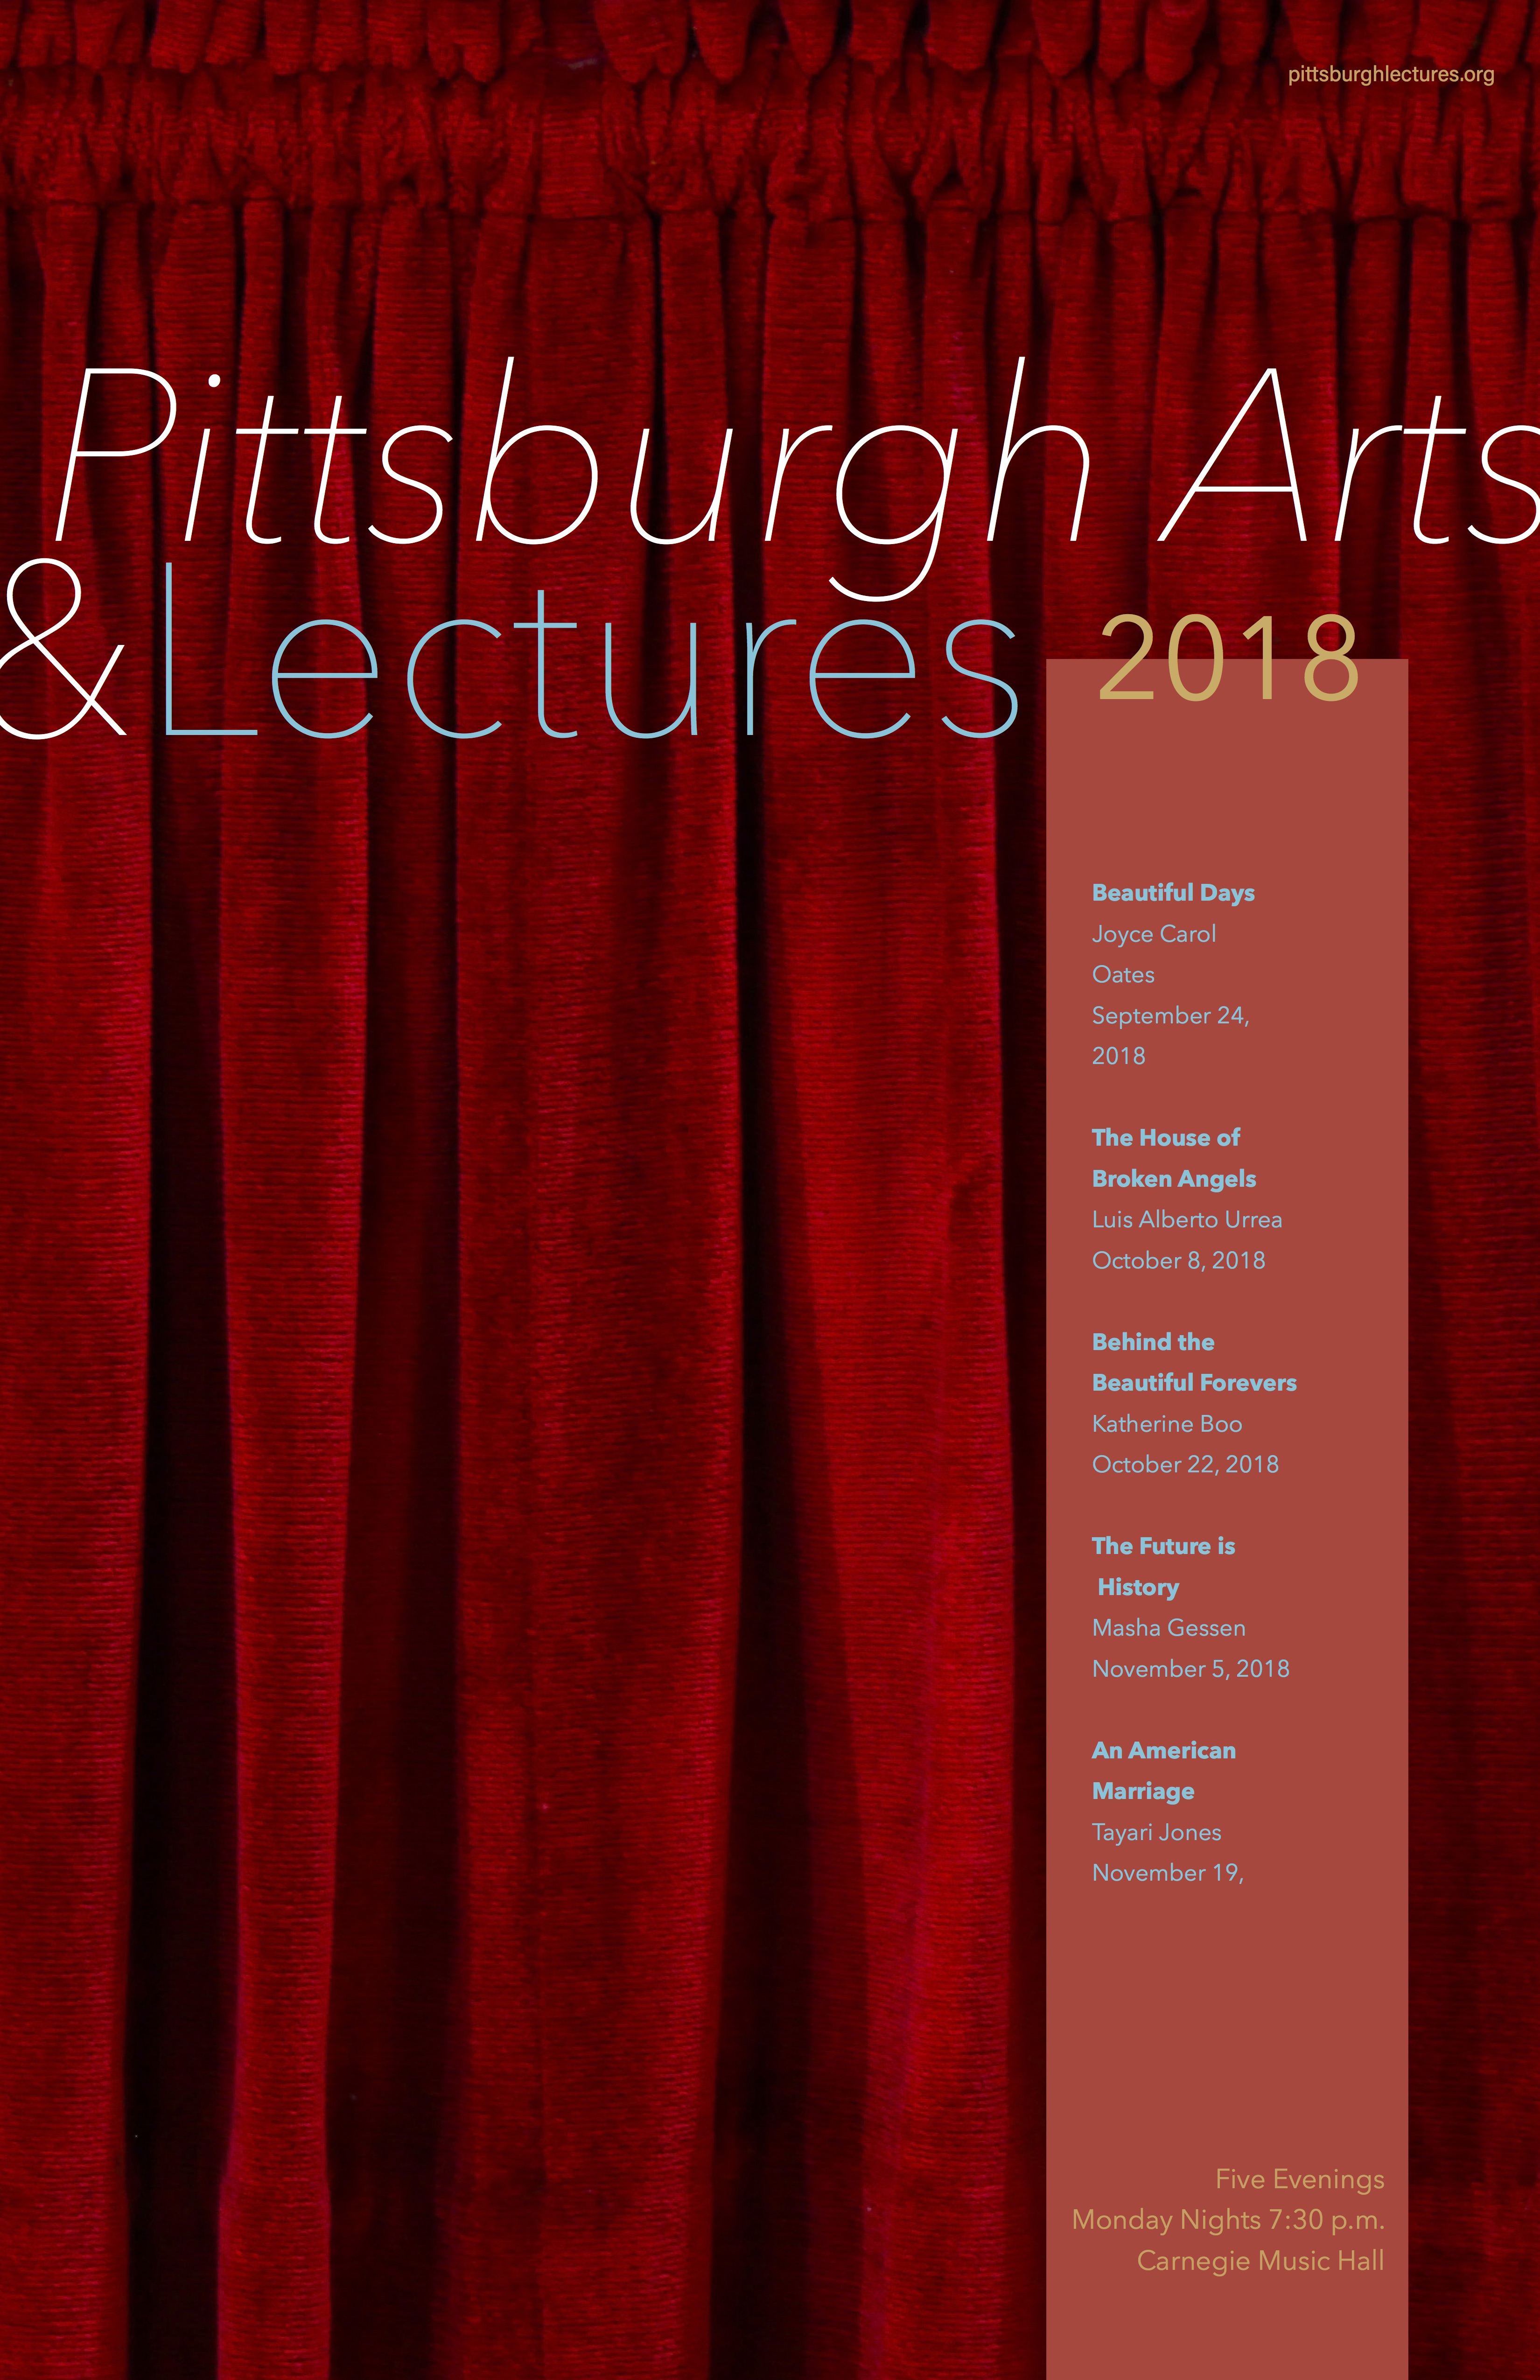 pittsburghlectures.org
Pittsburgh Arts
&Lectures 2018
Beautiful Days
Joyce Carol
Oates
September 24,
2018
The House of
Broken Angels
Luis Alberto Urrea
October 8, 2018
Behind the
Beautiful Forevers
Katherine Boo
October 22, 2018
The Future is
History
Masha Gessen
November 5, 2018
An American
Marriage
Tayari Jones
November 19,
Five Evenings
Monday Nights 7:30 p.m.
Carnegie Music Hall